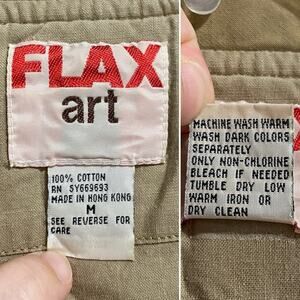 FLAX
art
100% COTTON
RN SY669693
MADE IN HONG KONG
M
SEE REVERSE FOR
CARE
MACHINE WASH WARM
WASH DARK COLORS
SEPARATELY
ONLY NON-CHLORINE
BLEACH IF NEEDED
TUMBLE DRY LOW
WARM IRON OR
DRY CLEAN